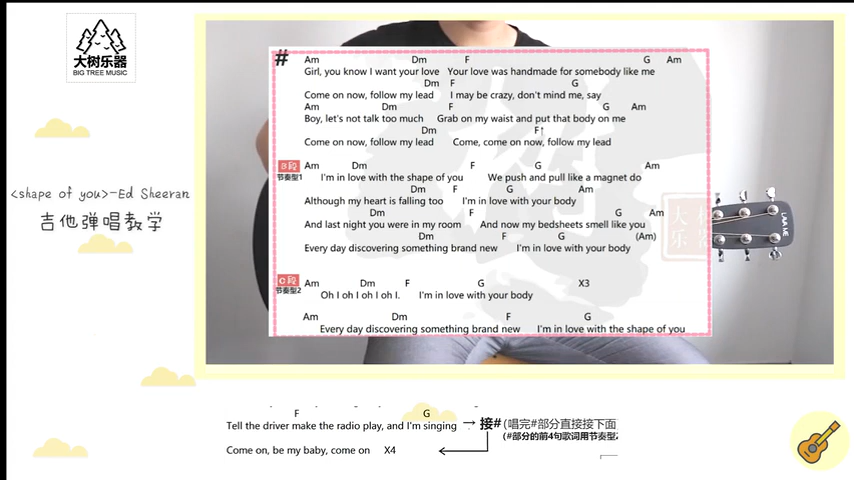 大树乐器
BIG TREE MUSIC
<shape of you>-Ed Sheeran
吉他弹唱教学
#
Am Dm F G Am
Girl, you know I want your love Your love was handmade for somebody like me
Dm F G
Come on now, follow my lead I may be crazy, don't mind me, say
Am Dm F G Am
Boy, let's not talk too much Grab on my waist and put that body on me
Dm F↑
Come on now, follow my lead Come, come on now, follow my lead
B段
节奏型1
Am Dm F G Am
I'm in love with the shape of you We push and pull like a magnet do
Dm F G Am
Although my heart is falling too I'm in love with your body
Dm F G Am
And last night you were in my room And now my bedsheets smell like you
Dm F G (Am)
Every day discovering something brand new I'm in love with your body
C段
节奏型2
Am Dm F G X3
Oh I oh I oh I oh I. I'm in love with your body
Am Dm F G
Every day discovering something brand new I'm in love with the shape of you
大树
乐器
LAVA ME
F G
Tell the driver make the radio play, and I'm singing → 接# (唱完#部分直接接下面
(#部分的前4句歌词用节奏型2
Come on, be my baby, come on X4